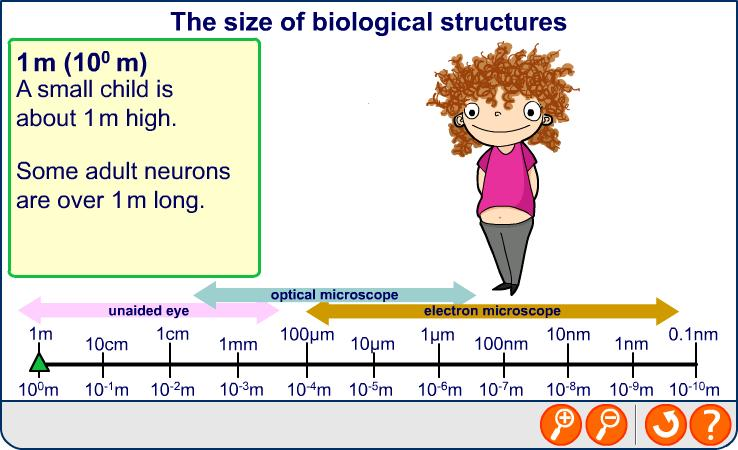 The size of biological structures
1 m (10⁰ m)
A small child is
about 1 m high.
Some adult neurons
are over 1 m long.
optical microscope
unaided eye
electron microscope
1m
10cm
1cm
1mm
100µm
10µm
1µm
100nm
10nm
1nm
0.1nm
10⁰m
10⁻¹m
10⁻²m
10⁻³m
10⁻⁴m
10⁻⁵m
10⁻⁶m
10⁻⁷m
10⁻⁸m
10⁻⁹m
10⁻¹⁰m
?